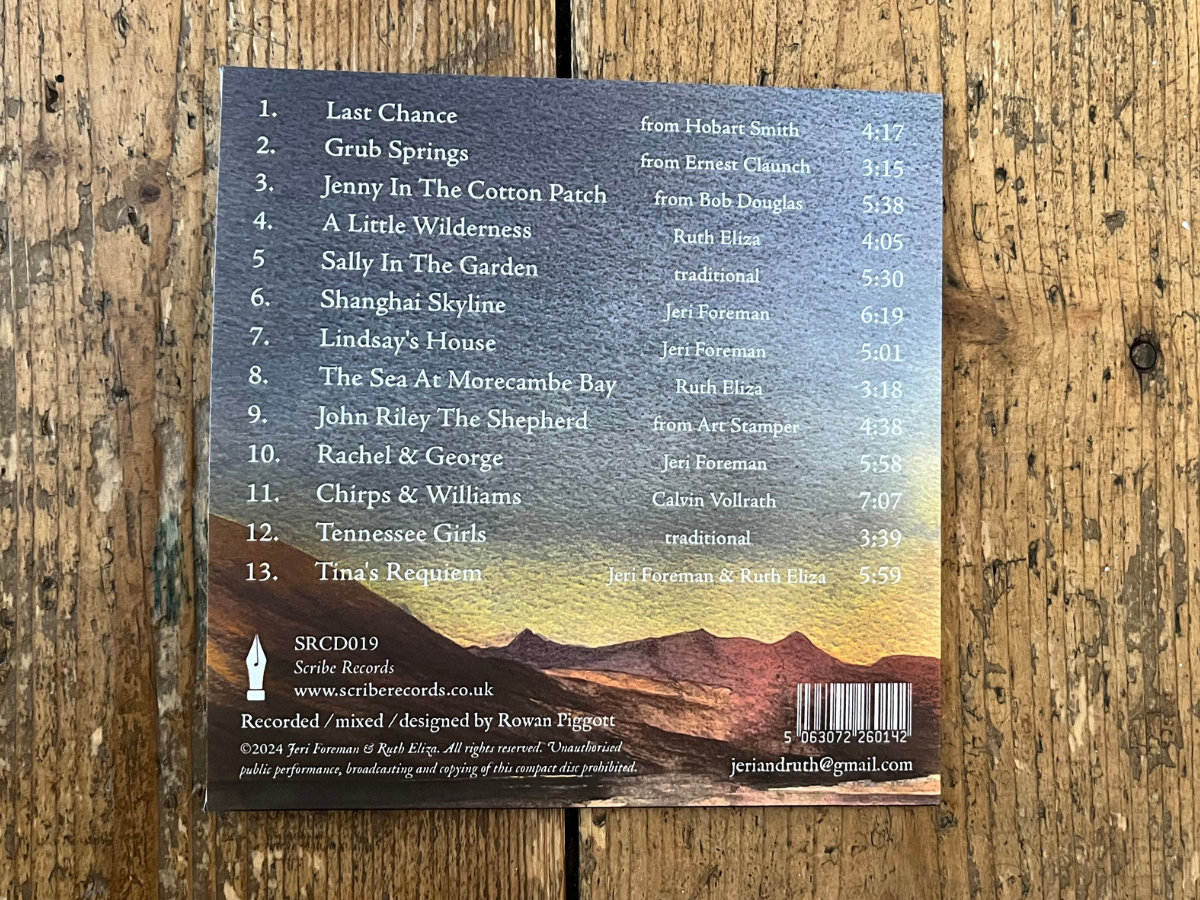 1. Last Chance from Hobart Smith 4:17
2. Grub Springs from Ernest Claunch 3:15
3. Jenny In The Cotton Patch from Bob Douglas 5:38
4. A Little Wilderness Ruth Eliza 4:05
5 Sally In The Garden traditional 5:30
6. Shanghai Skyline Jeri Foreman 6:19
7. Lindsay's House Jeri Foreman 5:01
8. The Sea At Morecambe Bay Ruth Eliza 3:18
9. John Riley The Shepherd from Art Stamper 4:38
10. Rachel & George Jeri Foreman 5:58
11. Chirps & Williams Calvin Vollrath 7:07
12. Tennessee Girls traditional 3:39
13. Tina's Requiem Jeri Foreman & Ruth Eliza 5:59
SRCD019
Scribe Records
www.scriberecords.co.uk
Recorded / mixed / designed by Rowan Piggott
©2024 Jeri Foreman & Ruth Eliza. All rights reserved. Unauthorised
public performance, broadcasting and copying of this compact disc prohibited.
5 063072 260142
jeriandruth@gmail.com